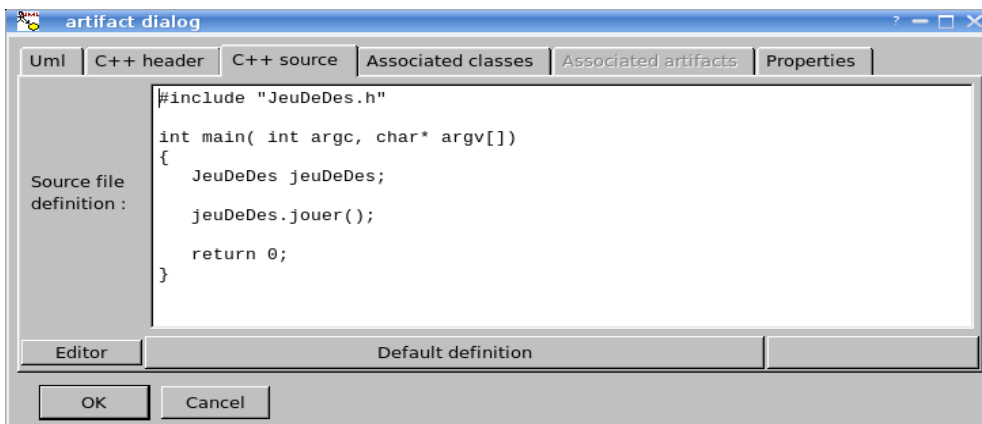 artifact dialog
Uml C++ header C++ source Associated classes Associated artifacts Properties
#include "JeuDeDes.h"
int main( int argc, char* argv[])
{
JeuDeDes jeuDeDes;
Source file
definition :
jeuDeDes.jouer();
return 0;
}
Editor Default definition
OK Cancel